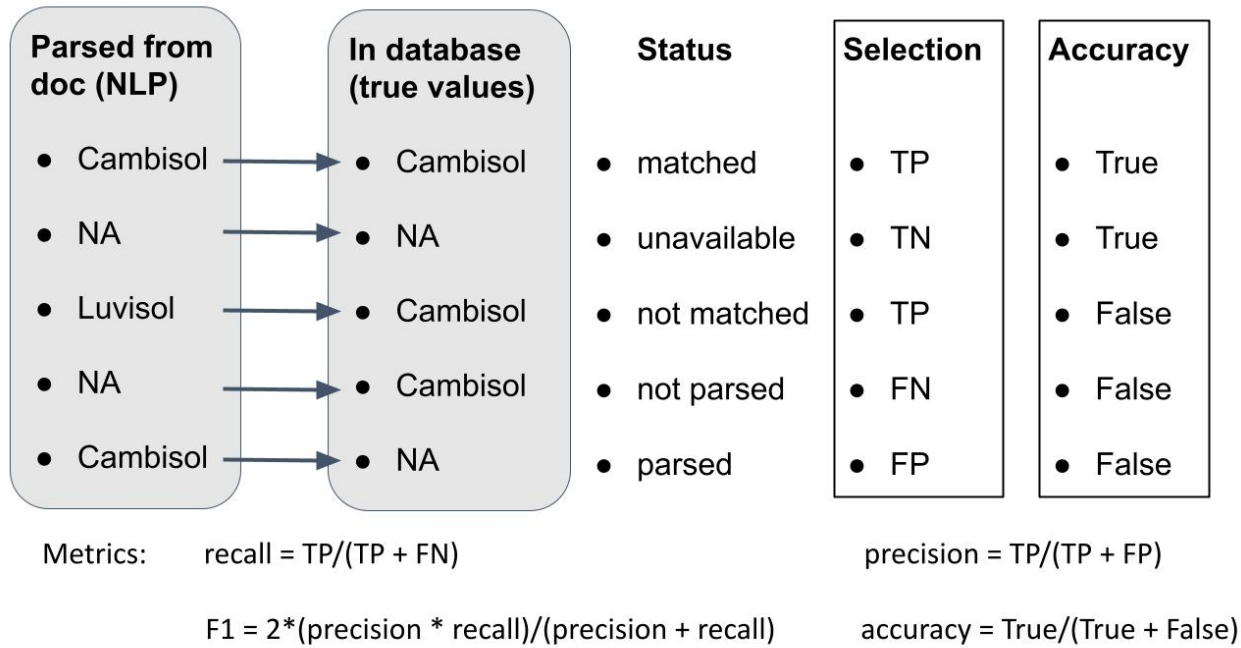 Parsed from doc (NLP)
In database (true values)
Status
Selection
Accuracy
● Cambisol
● Cambisol
● matched
● TP
● True
● NA
● NA
● unavailable
● TN
● True
● Luvisol
● Cambisol
● not matched
● TP
● False
● NA
● Cambisol
● not parsed
● FN
● False
● Cambisol
● NA
● parsed
● FP
● False
Metrics: recall = TP/(TP + FN)
precision = TP/(TP + FP)
F1 = 2*(precision * recall)/(precision + recall)
accuracy = True/(True + False)